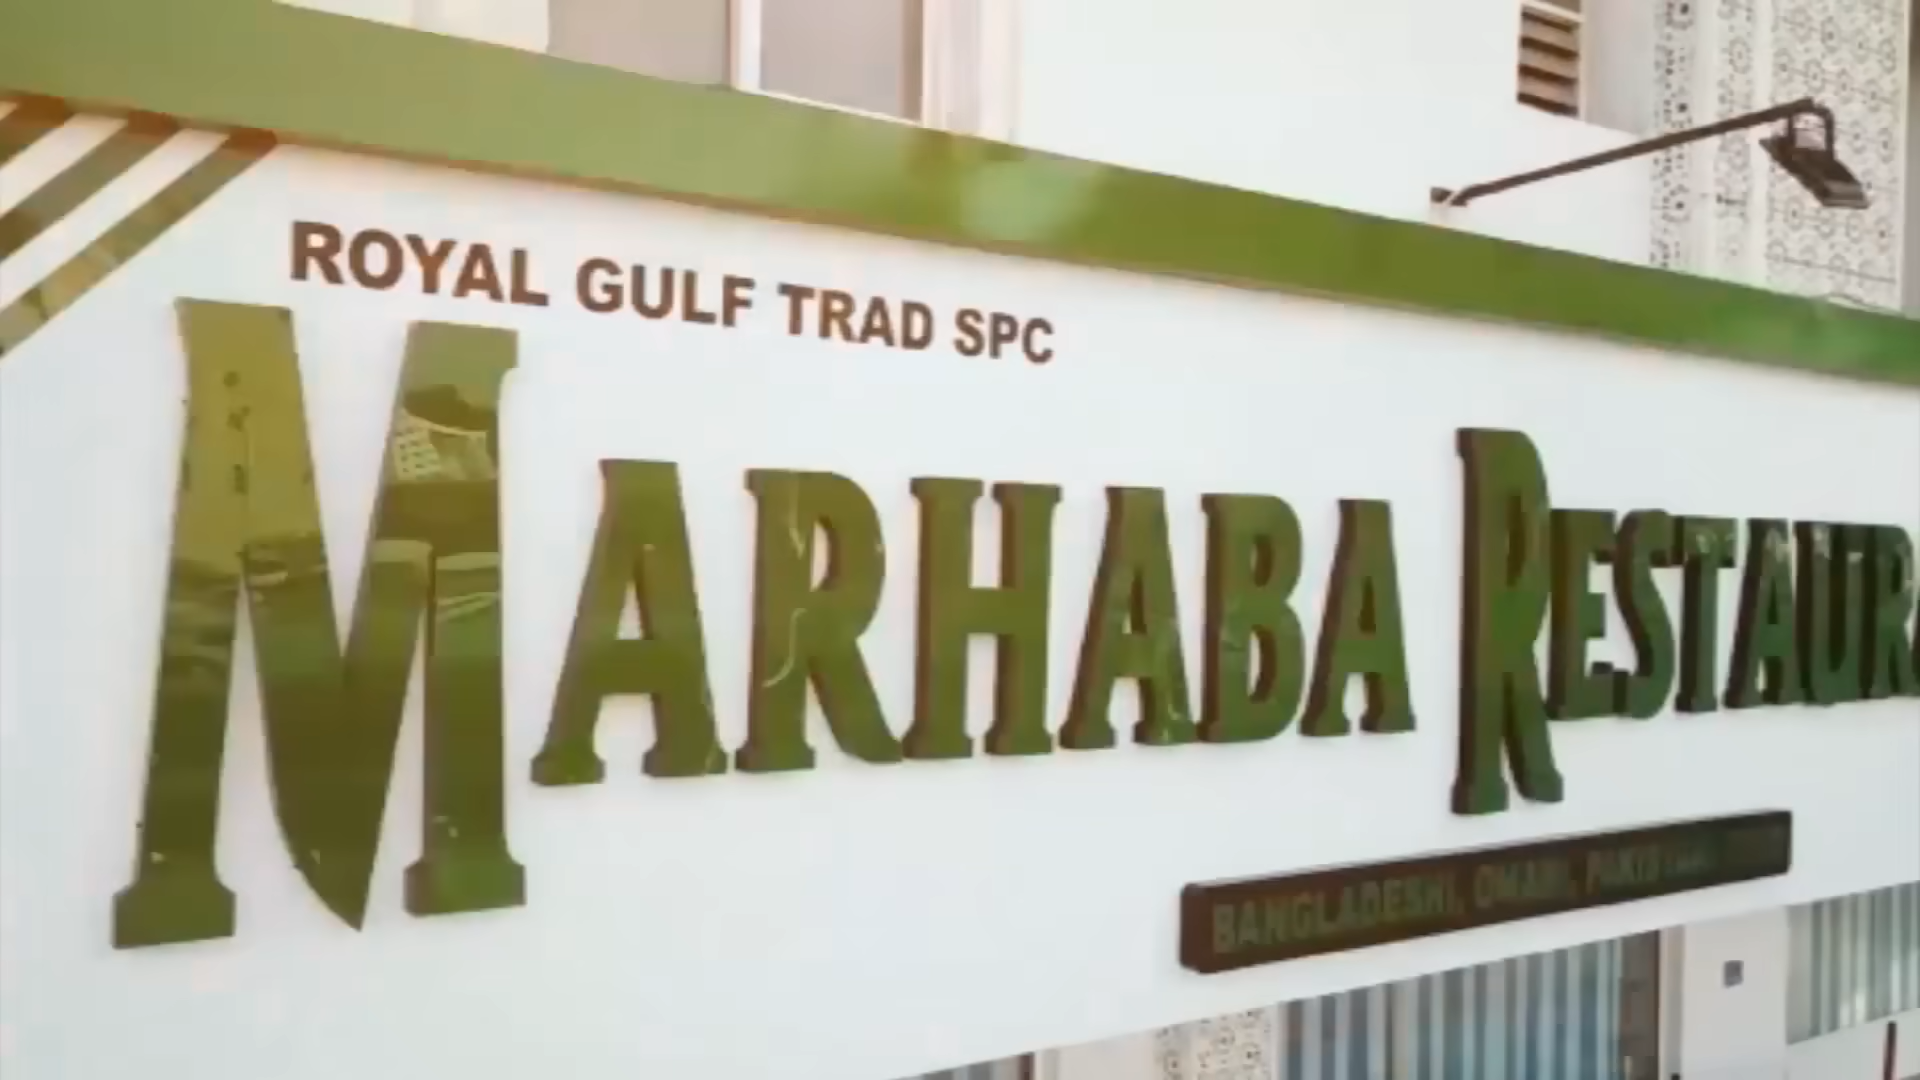 ROYAL GULF TRAD SPC
MARHABA RESTAURA
BANGLADESHI, OMANI,